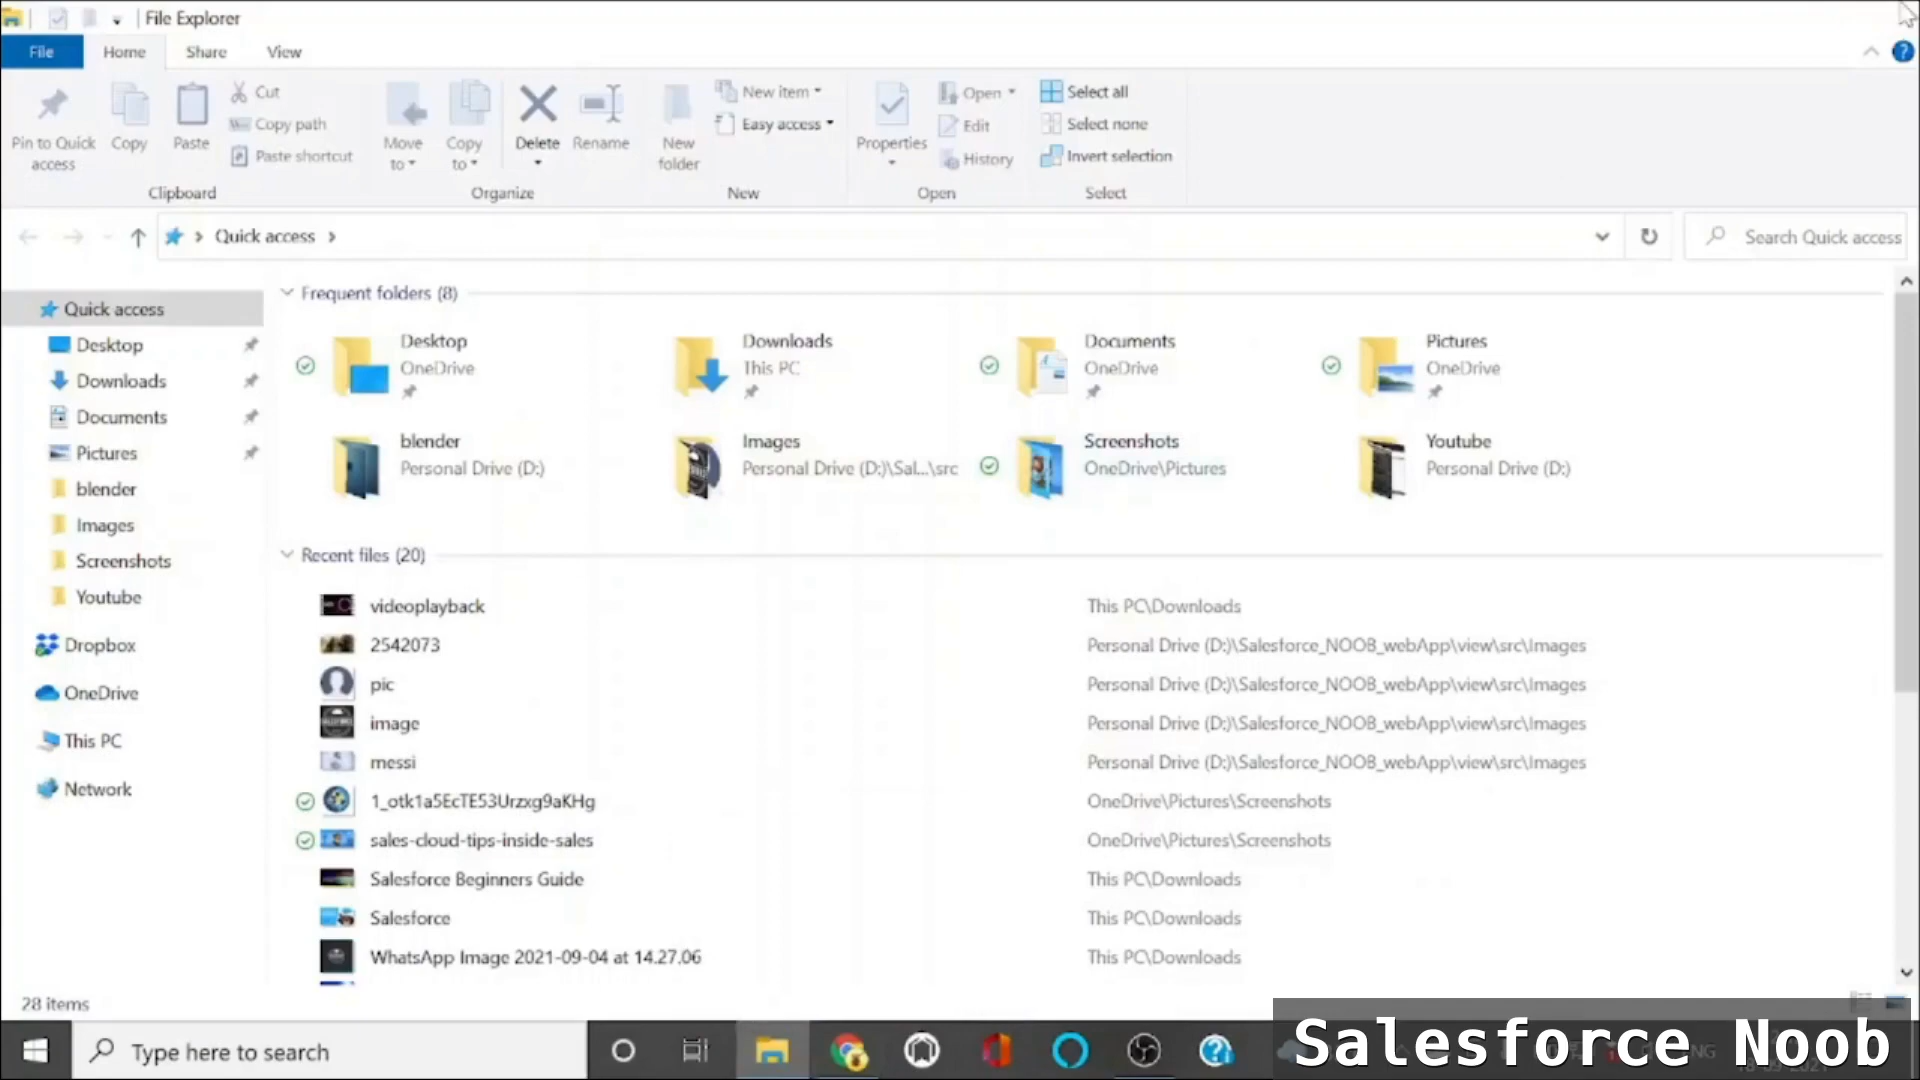 File Explorer
File Home Share View
Pin to Quick access
Copy
Paste
Cut
Copy path
Paste shortcut
Clipboard
Move to
Copy to
Delete
Rename
Organize
New folder
New item
Easy access
New
Properties
Open
Edit
History
Open
Select all
Select none
Invert selection
Select
Quick access
Search Quick access
Quick access
Desktop
Downloads
Documents
Pictures
blender
Images
Screenshots
Youtube
Dropbox
OneDrive
This PC
Network
Frequent folders (8)
Desktop
OneDrive
Downloads
This PC
Documents
OneDrive
Pictures
OneDrive
blender
Personal Drive (D:)
Images
Personal Drive (D:)\Sal...\src
Screenshots
OneDrive\Pictures
Youtube
Personal Drive (D:)
Recent files (20)
videoplayback This PC\Downloads
2542073 Personal Drive (D:)\Salesforce_NOOB_webApp\view\src\Images
pic Personal Drive (D:)\Salesforce_NOOB_webApp\view\src\Images
image Personal Drive (D:)\Salesforce_NOOB_webApp\view\src\Images
messi Personal Drive (D:)\Salesforce_NOOB_webApp\view\src\Images
1_otk1a5EcTE53Urzxg9aKHg OneDrive\Pictures\Screenshots
sales-cloud-tips-inside-sales OneDrive\Pictures\Screenshots
Salesforce Beginners Guide This PC\Downloads
Salesforce This PC\Downloads
WhatsApp Image 2021-09-04 at 14.27.06 This PC\Downloads
28 items
Type here to search
Salesforce Noob